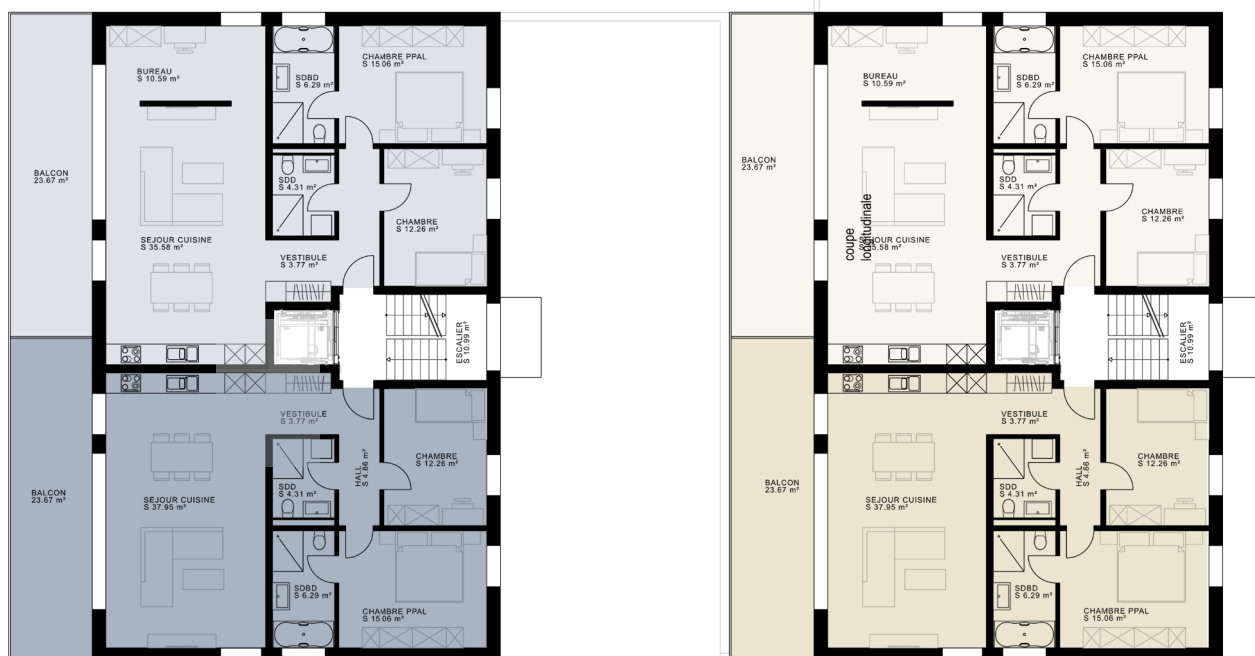 CHAMBRE PPAL
S 15.06 m²
BUREAU
S 10.59 m²
SDBD
S 6.29 m²
BALCON
23.67 m²
SDD
S 4.31 m²
CHAMBRE
S 12.26 m²
SEJOUR CUISINE
S 35.58 m²
VESTIBULE
S 3.77 m²
ESCALIER
S 10.99 m²
VESTIBULE
S 3.77 m²
HALL
S 4.86 m²
CHAMBRE
S 12.26 m²
BALCON
23.67 m²
SEJOUR CUISINE
S 37.95 m²
SDD
S 4.31 m²
SDBD
S 6.29 m²
CHAMBRE PPAL
S 15.06 m²
CHAMBRE PPAL
S 15.06 m²
BUREAU
S 10.59 m²
SDBD
S 6.29 m²
BALCON
23.67 m²
SDD
S 4.31 m²
CHAMBRE
S 12.26 m²
coupe
longitudinale
SEJOUR CUISINE
S 35.58 m²
VESTIBULE
S 3.77 m²
ESCALIER
S 10.99 m²
VESTIBULE
S 3.77 m²
HALL
S 4.86 m²
CHAMBRE
S 12.26 m²
BALCON
23.67 m²
SEJOUR CUISINE
S 37.95 m²
SDD
S 4.31 m²
SDBD
S 6.29 m²
CHAMBRE PPAL
S 15.06 m²